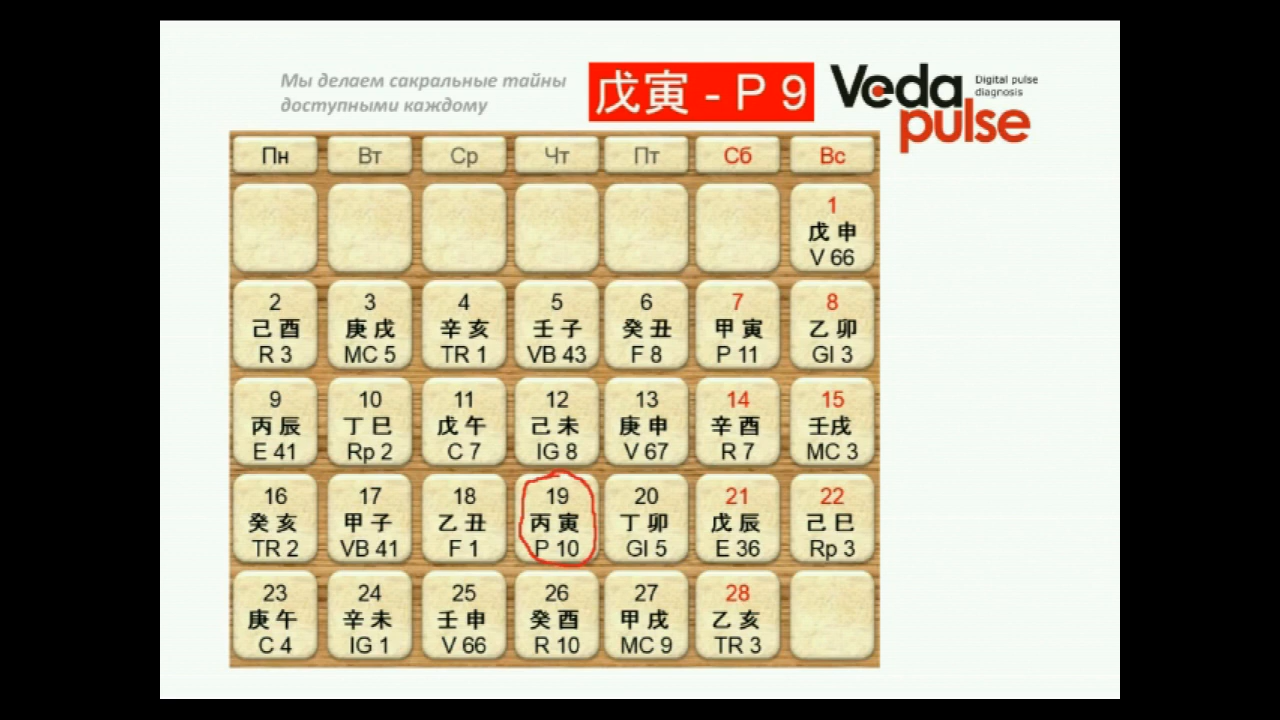 Мы делаем сакральные тайны
доступными каждому
戊寅 - P 9
Veda
pulse
Digital pulse
diagnosis
Пн Вт Ср Чт Пт Сб Вс
1
戊 申
V 66
2 3 4 5 6 7 8
己 酉 庚 戌 辛 亥 壬 子 癸 丑 甲 寅 乙 卯
R 3 MC 5 TR 1 VB 43 F 8 P 11 GI 3
9 10 11 12 13 14 15
丙 辰 丁 巳 戊 午 己 未 庚 申 辛 酉 壬戌
E 41 Rp 2 C 7 IG 8 V 67 R 7 MC 3
16 17 18 19 20 21 22
癸 亥 甲 子 乙 丑 丙 寅 丁 卯 戊 辰 己 巳
TR 2 VB 41 F 1 P 10 GI 5 E 36 Rp 3
23 24 25 26 27 28
庚 午 辛 未 壬 申 癸 酉 甲 戌 乙 亥
C 4 IG 1 V 66 R 10 MC 9 TR 3